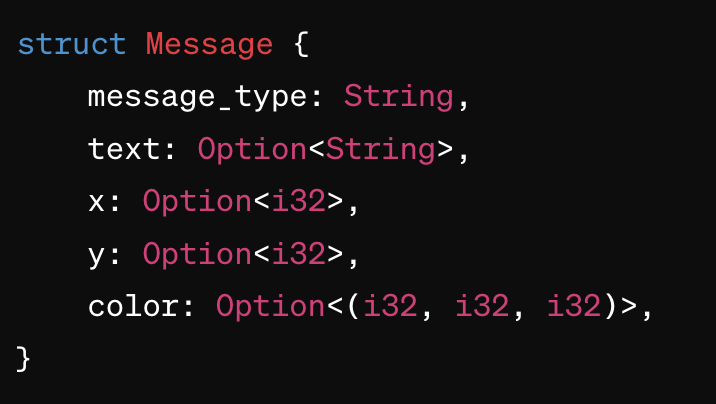 struct Message {
    message_type: String,
    text: Option<String>,
    x: Option<i32>,
    y: Option<i32>,
    color: Option<(i32, i32, i32)>,
}